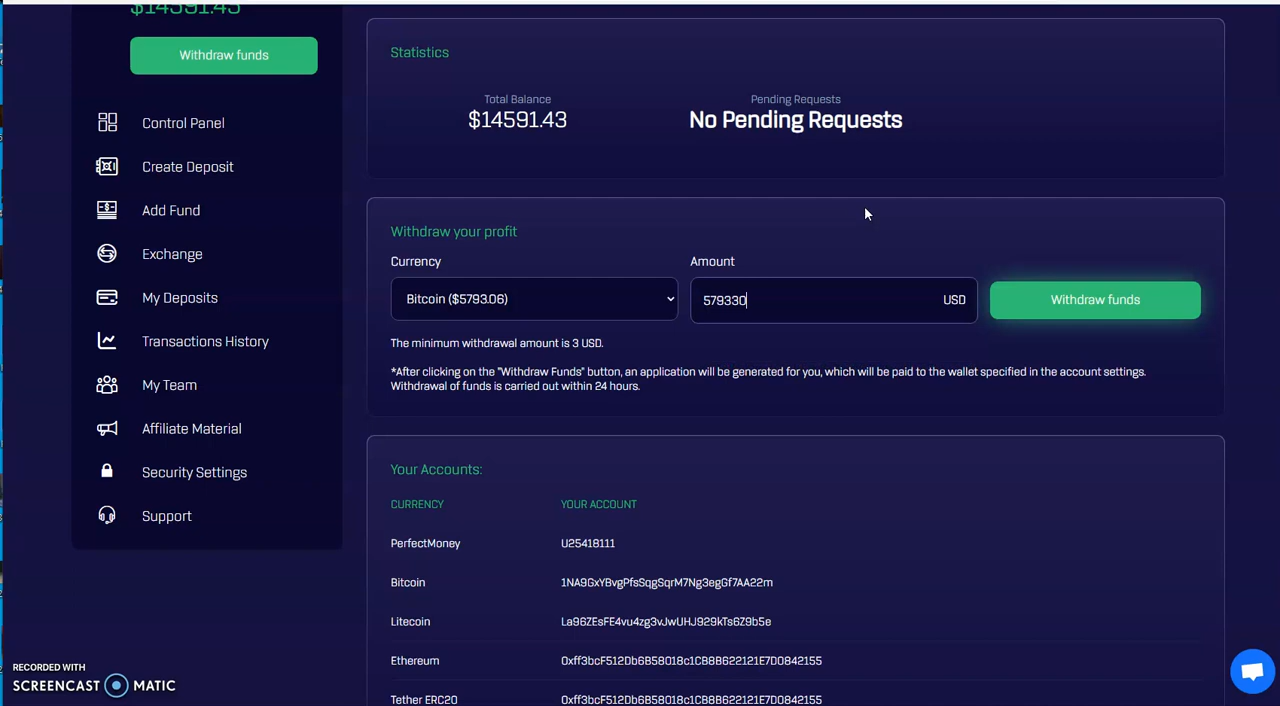 $14591.43
Withdraw funds
Control Panel
Create Deposit
Add Fund
Exchange
My Deposits
Transactions History
My Team
Affiliate Material
Security Settings
Support
Statistics
Total Balance
$14591.43
Pending Requests
No Pending Requests
Withdraw your profit
Currency
Bitcoin ($5793.06)
Amount
579330
USD
Withdraw funds
The minimum withdrawal amount is 3 USD.
*After clicking on the "Withdraw Funds" button, an application will be generated for you, which will be paid to the wallet specified in the account settings.
Withdrawal of funds is carried out within 24 hours.
Your Accounts:
CURRENCY YOUR ACCOUNT
PerfectMoney U25418111
Bitcoin 1NA9GxYBvgPfsSqgSqrM7Ng3egGf7AA22m
Litecoin La96ZEsFE4vu4zg3vJwUHJ929kTs6Z9b5e
Ethereum 0xff3bcF512Db6B58018c1CB8B622121E7D0842155
Tether ERC20 0xff3bcF512Db6B58018c1CB8B622121E7D0842155
RECORDED WITH
SCREENCAST MATIC